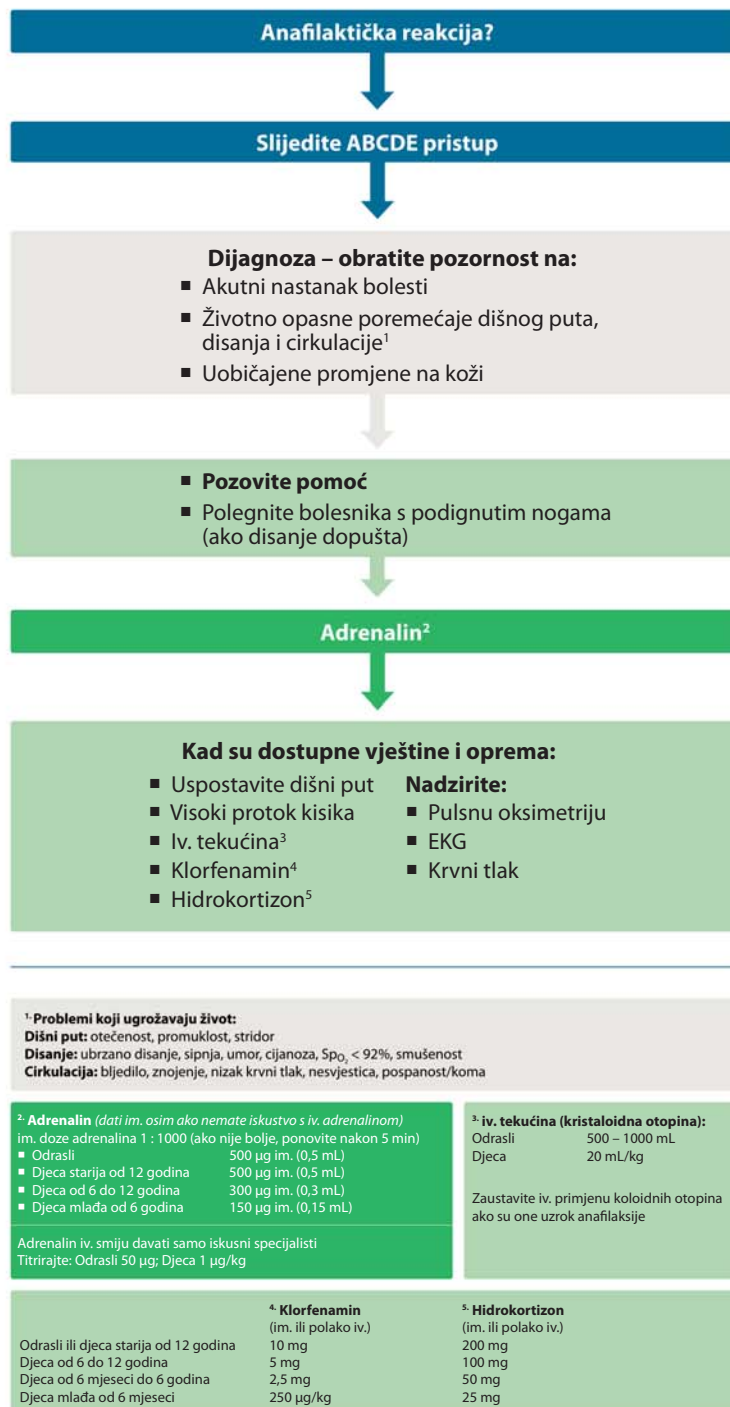 Anafilaktička reakcija?
Slijedite ABCDE pristup
Dijagnoza – obratite pozornost na:
▪ Akutni nastanak bolesti
▪ Životno opasne poremećaje dišnog puta,
disanja i cirkulacije¹
▪ Uobičajene promjene na koži
▪ Pozovite pomoć
▪ Polegnite bolesnika s podignutim nogama
(ako disanje dopušta)
Adrenalin²
Kad su dostupne vještine i oprema:
▪ Uspostavite dišni put
▪ Visoki protok kisika
▪ Iv. tekućina³
▪ Klorfenamin⁴
▪ Hidrokortizon⁵
Nadzirite:
▪ Pulsnu oksimetriju
▪ EKG
▪ Krvni tlak
¹· Problemi koji ugrožavaju život:
Dišni put: otečenost, promuklost, stridor
Disanje: ubrzano disanje, sipnja, umor, cijanoza, SpO₂ < 92%, smušenost
Cirkulacija: bljedilo, znojenje, nizak krvni tlak, nesvjestica, pospanost/koma
²· Adrenalin (dati im. osim ako nemate iskustvo s iv. adrenalinom)
im. doze adrenalina 1 : 1000 (ako nije bolje, ponovite nakon 5 min)
▪ Odrasli 500 µg im. (0,5 mL)
▪ Djeca starija od 12 godina 500 µg im. (0,5 mL)
▪ Djeca od 6 do 12 godina 300 µg im. (0,3 mL)
▪ Djeca mlađa od 6 godina 150 µg im. (0,15 mL)
Adrenalin iv. smiju davati samo iskusni specijalisti
Titrirajte: Odrasli 50 µg; Djeca 1 µg/kg
³· iv. tekućina (kristaloidna otopina):
Odrasli 500 – 1000 mL
Djeca 20 mL/kg
Zaustavite iv. primjenu koloidnih otopina
ako su one uzrok anafilaksije
⁴· Klorfenamin ⁵· Hidrokortizon
(im. ili polako iv.) (im. ili polako iv.)
Odrasli ili djeca starija od 12 godina 10 mg 200 mg
Djeca od 6 do 12 godina 5 mg 100 mg
Djeca od 6 mjeseci do 6 godina 2,5 mg 50 mg
Djeca mlađa od 6 mjeseci 250 µg/kg 25 mg